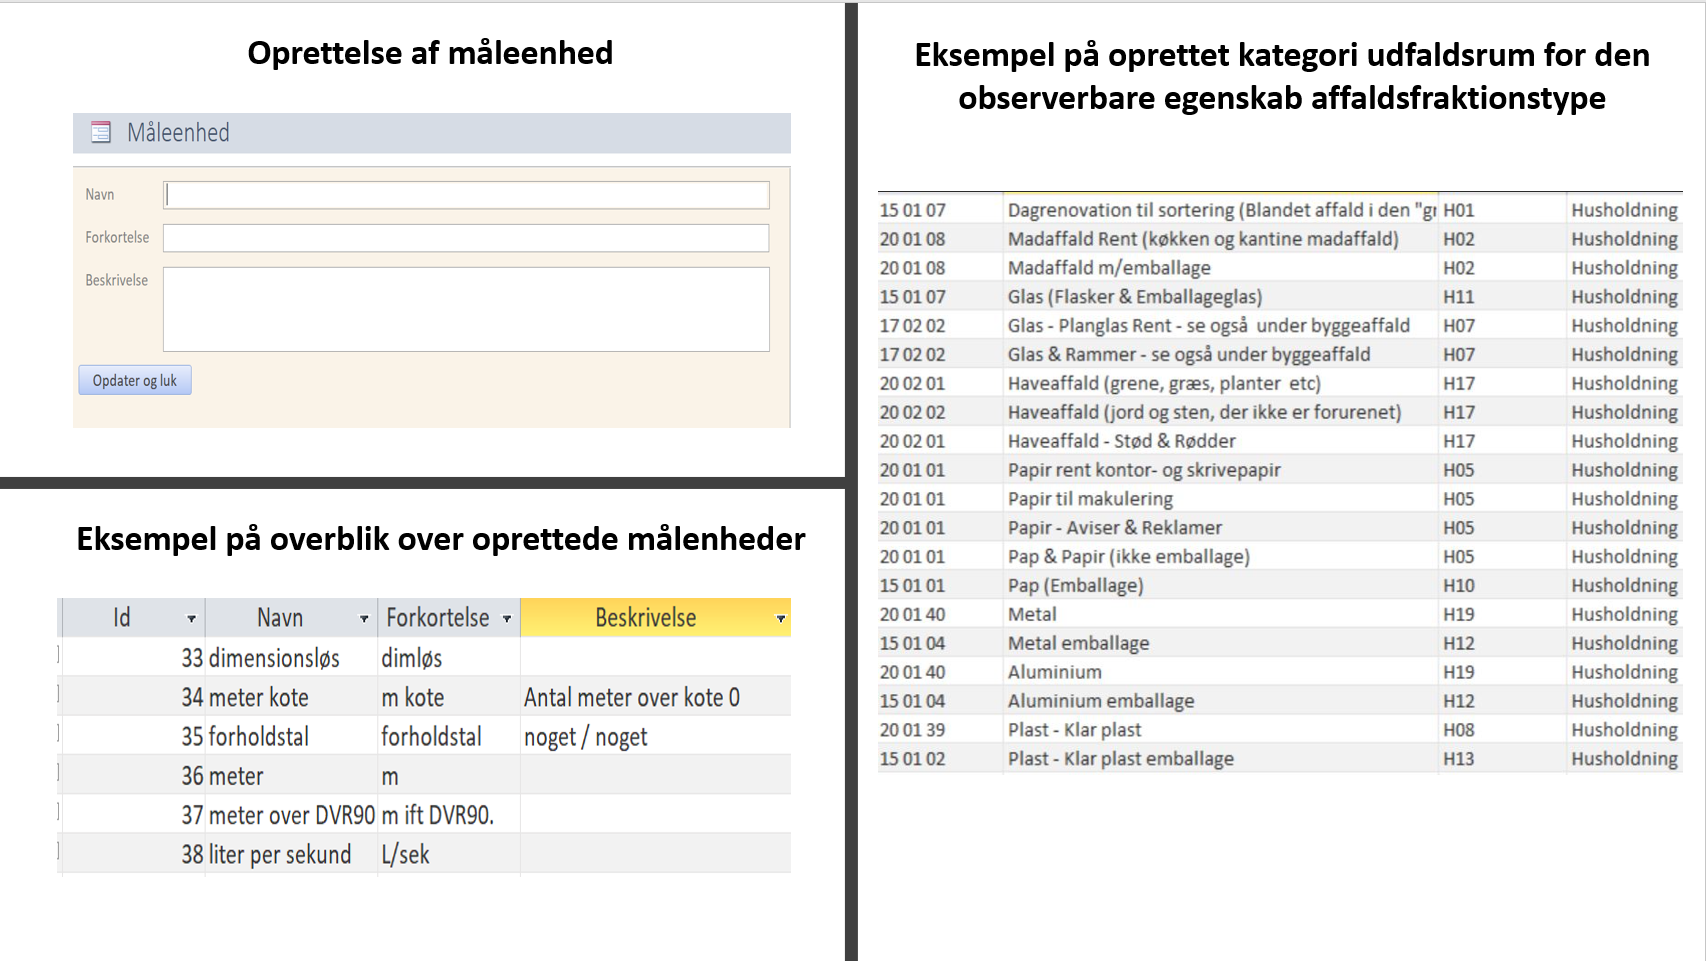 Oprettelse af måleenhed
Måleenhed
Navn
Forkortelse
Beskrivelse
Opdater og luk
Eksempel på overblik over oprettede målenheder
Id Navn Forkortelse Beskrivelse
33 dimensionsløs dimløs
34 meter kote m kote Antal meter over kote 0
35 forholdstal forholdstal noget / noget
36 meter m
37 meter over DVR90 m ift DVR90.
38 liter per sekund L/sek
Eksempel på oprettet kategori udfaldsrum for den
observerbare egenskab affaldsfraktionstype
15 01 07 Dagrenovation til sortering (Blandet affald i den "gr H01 Husholdning
20 01 08 Madaffald Rent (køkken og kantine madaffald) H02 Husholdning
20 01 08 Madaffald m/emballage H02 Husholdning
15 01 07 Glas (Flasker & Emballageglas) H11 Husholdning
17 02 02 Glas - Planglas Rent - se også under byggeaffald H07 Husholdning
17 02 02 Glas & Rammer - se også under byggeaffald H07 Husholdning
20 02 01 Haveaffald (grene, græs, planter etc) H17 Husholdning
20 02 02 Haveaffald (jord og sten, der ikke er forurenet) H17 Husholdning
20 02 01 Haveaffald - Stød & Rødder H17 Husholdning
20 01 01 Papir rent kontor- og skrivepapir H05 Husholdning
20 01 01 Papir til makulering H05 Husholdning
20 01 01 Papir - Aviser & Reklamer H05 Husholdning
20 01 01 Pap & Papir (ikke emballage) H05 Husholdning
15 01 01 Pap (Emballage) H10 Husholdning
20 01 40 Metal H19 Husholdning
15 01 04 Metal emballage H12 Husholdning
20 01 40 Aluminium H19 Husholdning
15 01 04 Aluminium emballage H12 Husholdning
20 01 39 Plast - Klar plast H08 Husholdning
15 01 02 Plast - Klar plast emballage H13 Husholdning